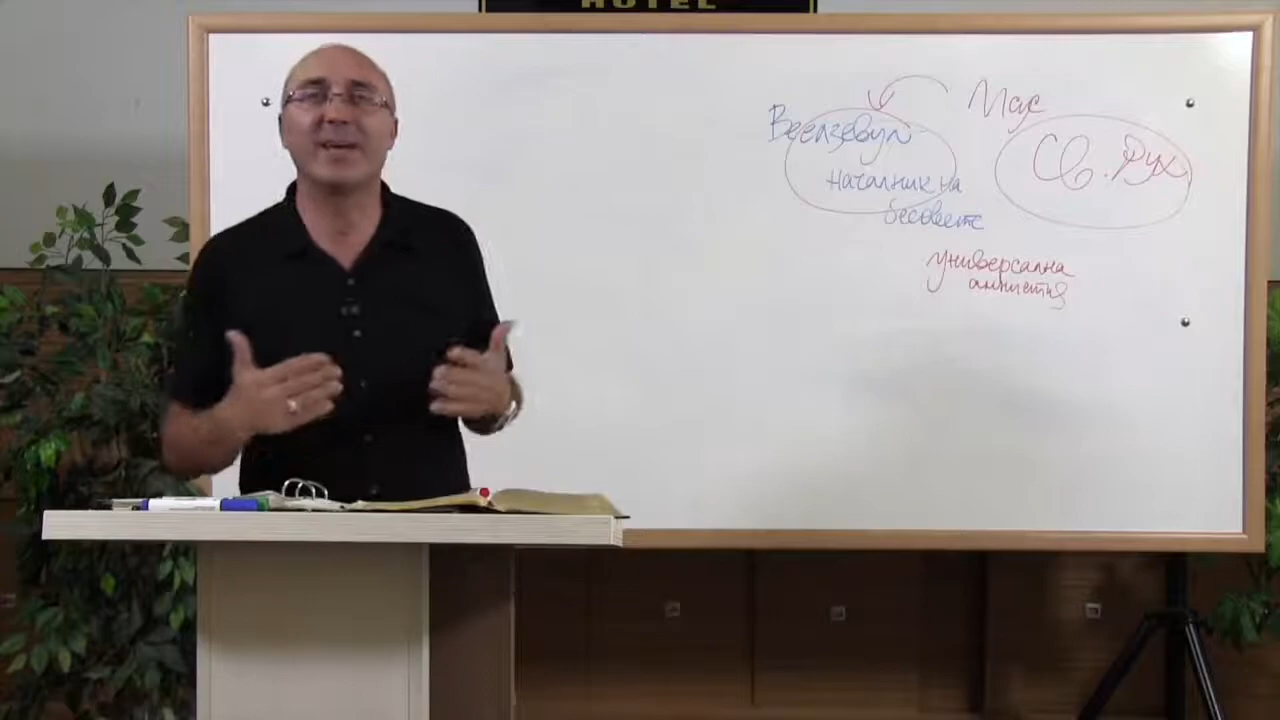 HOTEL
Исус
Веелзевул
Св. Дух
началник на
бесовете
универсална
амнистия